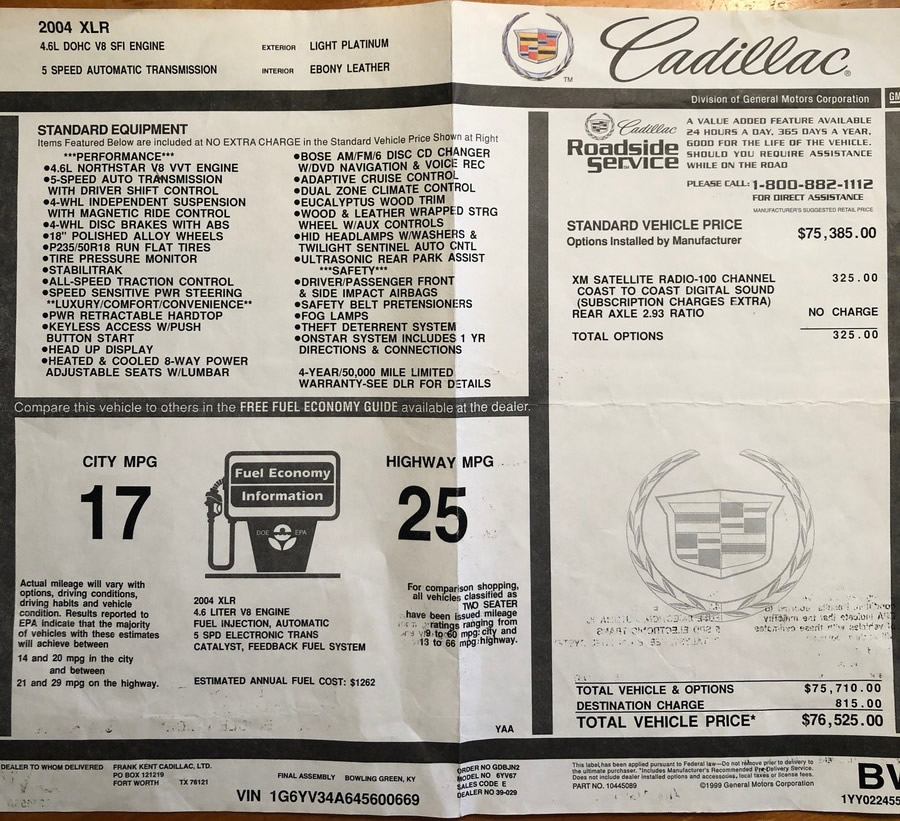 2004 XLR
4.6L DOHC V8 SFI ENGINE
EXTERIOR LIGHT PLATINUM
5 SPEED AUTOMATIC TRANSMISSION
INTERIOR EBONY LEATHER
TM
Cadillac®
Division of General Motors Corporation
GM
STANDARD EQUIPMENT
Items Featured Below are included at NO EXTRA CHARGE in the Standard Vehicle Price Shown at Right
***PERFORMANCE***
●4.6L NORTHSTAR V8 VVT ENGINE
●5-SPEED AUTO TRANSMISSION
WITH DRIVER SHIFT CONTROL
●4-WHL INDEPENDENT SUSPENSION
WITH MAGNETIC RIDE CONTROL
●4-WHL DISC BRAKES WITH ABS
●18" POLISHED ALLOY WHEELS
●P235/50R18 RUN FLAT TIRES
●TIRE PRESSURE MONITOR
●STABILITRAK
●ALL-SPEED TRACTION CONTROL
●SPEED SENSITIVE PWR STEERING
**LUXURY/COMFORT/CONVENIENCE**
●PWR RETRACTABLE HARDTOP
●KEYLESS ACCESS W/PUSH
BUTTON START
●HEAD UP DISPLAY
●HEATED & COOLED 8-WAY POWER
ADJUSTABLE SEATS W/LUMBAR
●BOSE AM/FM/6 DISC CD CHANGER
W/DVD NAVIGATION & VOICE REC
●ADAPTIVE CRUISE CONTROL
●DUAL ZONE CLIMATE CONTROL
●EUCALYPTUS WOOD TRIM
●WOOD & LEATHER WRAPPED STRG
WHEEL W/AUX CONTROLS
●HID HEADLAMPS W/WASHERS &
TWILIGHT SENTINEL AUTO CNTL
●ULTRASONIC REAR PARK ASSIST
***SAFETY***
●DRIVER/PASSENGER FRONT
& SIDE IMPACT AIRBAGS
●SAFETY BELT PRETENSIONERS
●FOG LAMPS
●THEFT DETERRENT SYSTEM
●ONSTAR SYSTEM INCLUDES 1 YR
DIRECTIONS & CONNECTIONS
4-YEAR/50,000 MILE LIMITED
WARRANTY-SEE DLR FOR DETAILS
Cadillac
Roadside
Service
A VALUE ADDED FEATURE AVAILABLE
24 HOURS A DAY, 365 DAYS A YEAR,
GOOD FOR THE LIFE OF THE VEHICLE.
SHOULD YOU REQUIRE ASSISTANCE
WHILE ON THE ROAD
PLEASE CALL: 1-800-882-1112
FOR DIRECT ASSISTANCE
MANUFACTURER'S SUGGESTED RETAIL PRICE
STANDARD VEHICLE PRICE $75,385.00
Options Installed by Manufacturer
XM SATELLITE RADIO-100 CHANNEL 325.00
COAST TO COAST DIGITAL SOUND
(SUBSCRIPTION CHARGES EXTRA)
REAR AXLE 2.93 RATIO NO CHARGE
TOTAL OPTIONS 325.00
Compare this vehicle to others in the FREE FUEL ECONOMY GUIDE available at the dealer.
CITY MPG
17
Fuel Economy
Information
DOE EPA
HIGHWAY MPG
25
Actual mileage will vary with
options, driving conditions,
driving habits and vehicle
condition. Results reported to
EPA indicate that the majority
of vehicles with these estimates
will achieve between
14 and 20 mpg in the city
and between
21 and 29 mpg on the highway.
2004 XLR
4.6 LITER V8 ENGINE
FUEL INJECTION, AUTOMATIC
5 SPD ELECTRONIC TRANS
CATALYST, FEEDBACK FUEL SYSTEM
ESTIMATED ANNUAL FUEL COST: $1262
For comparison shopping,
all vehicles classified as
TWO SEATER
have been issued mileage
ratings ranging from
9 to 60 mpg city and
13 to 66 mpg highway.
YAA
TOTAL VEHICLE & OPTIONS $75,710.00
DESTINATION CHARGE 815.00
TOTAL VEHICLE PRICE* $76,525.00
DEALER TO WHOM DELIVERED
FRANK KENT CADILLAC, LTD.
PO BOX 121219
FORT WORTH TX 76121
FINAL ASSEMBLY BOWLING GREEN, KY
VIN 1G6YV34A645600669
ORDER NO GDBJN2
MODEL NO 6YV67
SALES CODE E
DEALER NO 39-029
This label has been applied pursuant to Federal law—Do not remove prior to delivery to
the ultimate purchaser. *Includes Manufacturer's Recommended Pre-Delivery Service.
Does not include dealer installed options and accessories, local taxes or license fees.
PART NO. 10445089 ©1999 General Motors Corporation
1YY022455